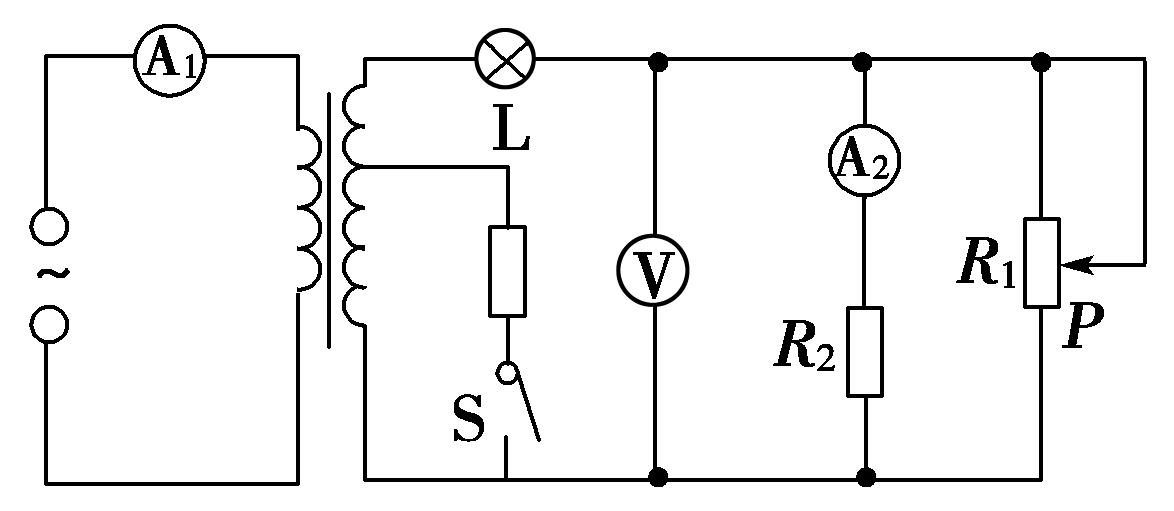 A₁
L
A₂
V
R₁
P
R₂
S
~